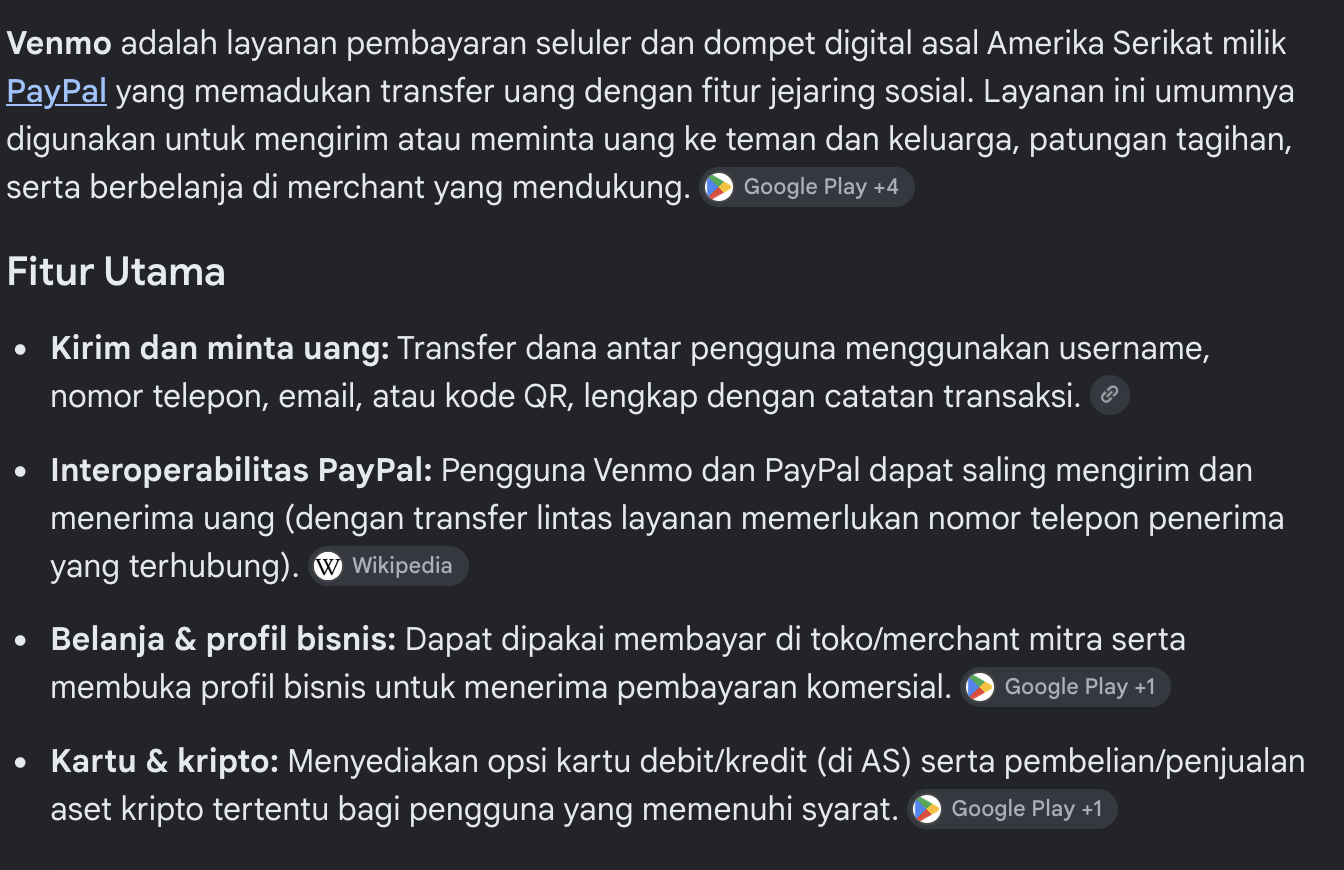 Venmo adalah layanan pembayaran seluler dan dompet digital asal Amerika Serikat milik
PayPal yang memadukan transfer uang dengan fitur jejaring sosial. Layanan ini umumnya
digunakan untuk mengirim atau meminta uang ke teman dan keluarga, patungan tagihan,
serta berbelanja di merchant yang mendukung. Google Play +4
Fitur Utama
• Kirim dan minta uang: Transfer dana antar pengguna menggunakan username,
nomor telepon, email, atau kode QR, lengkap dengan catatan transaksi.
• Interoperabilitas PayPal: Pengguna Venmo dan PayPal dapat saling mengirim dan
menerima uang (dengan transfer lintas layanan memerlukan nomor telepon penerima
yang terhubung). W Wikipedia
• Belanja & profil bisnis: Dapat dipakai membayar di toko/merchant mitra serta
membuka profil bisnis untuk menerima pembayaran komersial. Google Play +1
• Kartu & kripto: Menyediakan opsi kartu debit/kredit (di AS) serta pembelian/penjualan
aset kripto tertentu bagi pengguna yang memenuhi syarat. Google Play +1